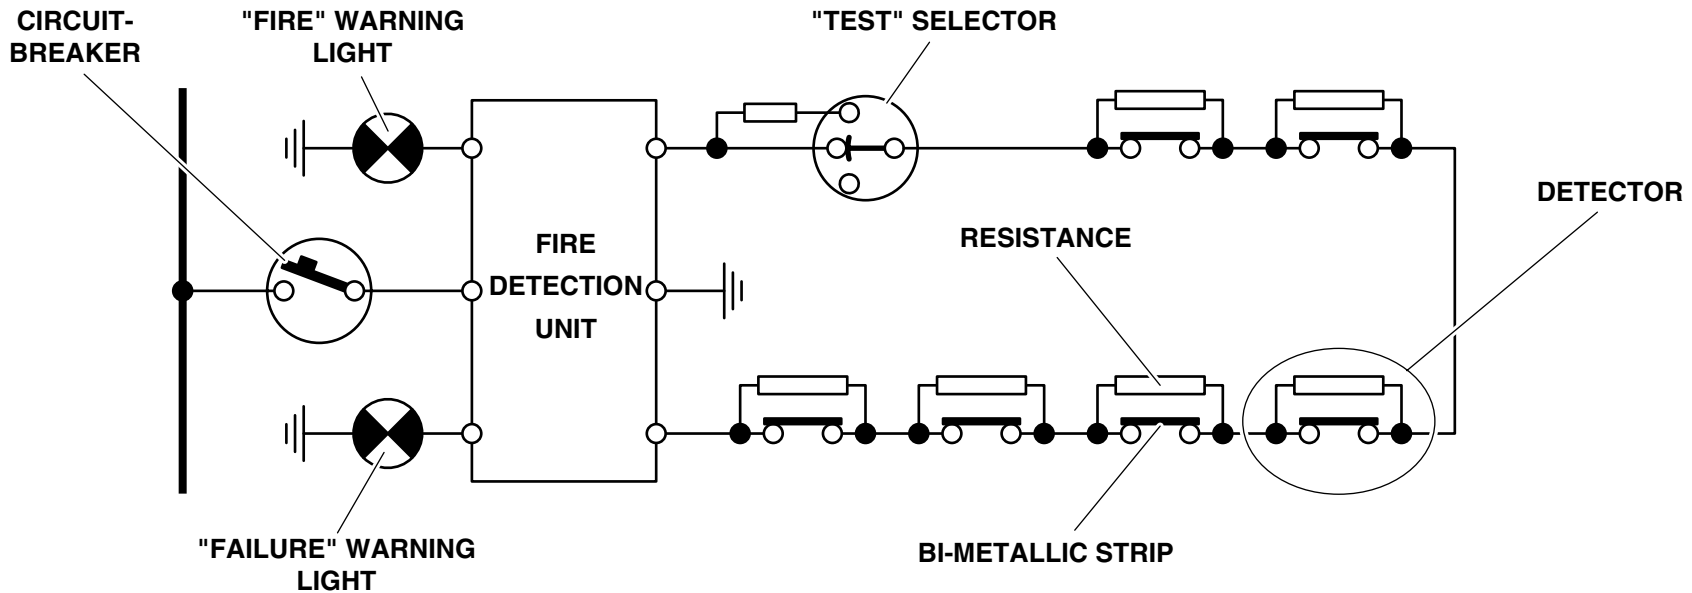 CIRCUIT-
BREAKER
"FIRE" WARNING
LIGHT
"TEST" SELECTOR
DETECTOR
RESISTANCE
FIRE
DETECTION
UNIT
"FAILURE" WARNING
LIGHT
BI-METALLIC STRIP